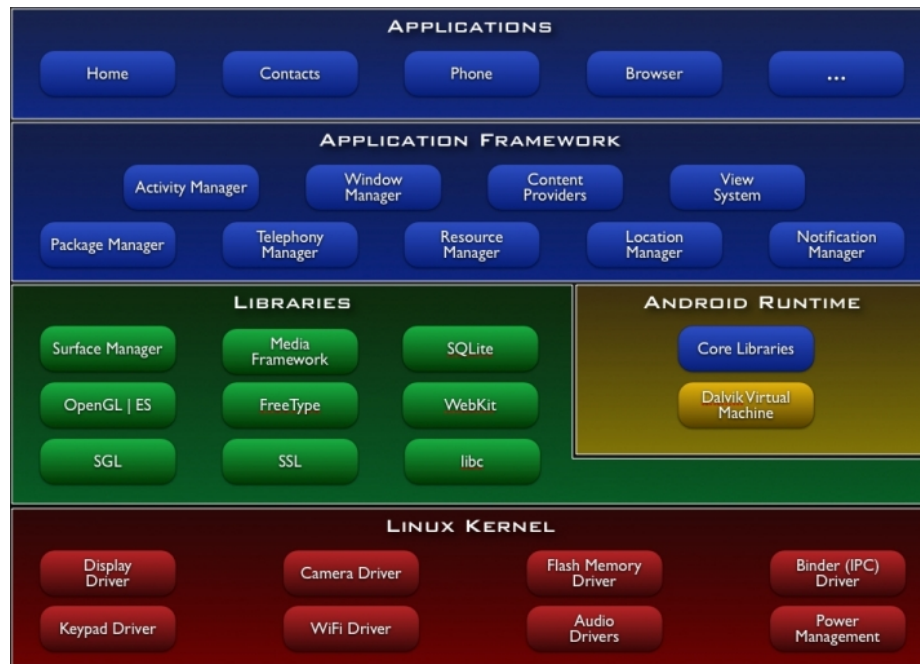 APPLICATIONS
Home
Contacts
Phone
Browser
...
APPLICATION FRAMEWORK
Activity Manager
Window
Manager
Content
Providers
View
System
Package Manager
Telephony
Manager
Resource
Manager
Location
Manager
Notification
Manager
LIBRARIES
Surface Manager
Media
Framework
SQLite
OpenGL | ES
FreeType
WebKit
SGL
SSL
libc
ANDROID RUNTIME
Core Libraries
Dalvik Virtual
Machine
LINUX KERNEL
Display
Driver
Camera Driver
Flash Memory
Driver
Binder (IPC)
Driver
Keypad Driver
WiFi Driver
Audio
Drivers
Power
Management